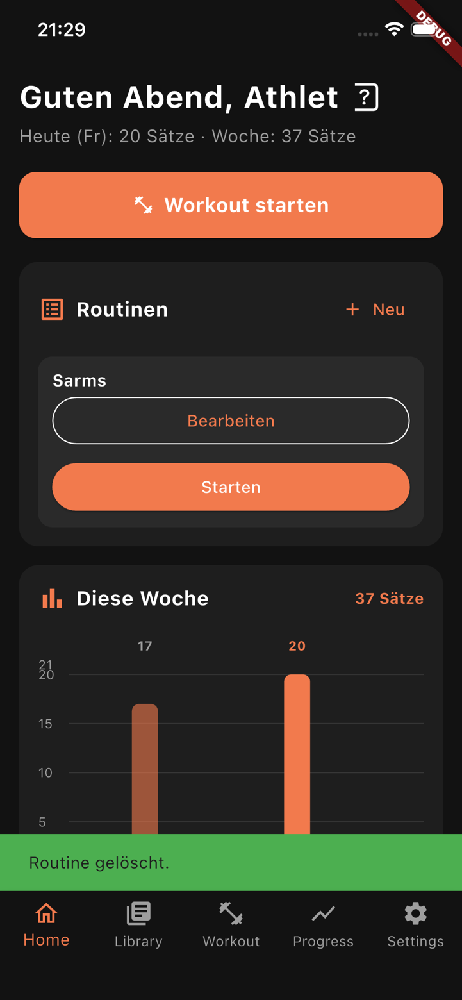 21:29
DEBUG
Guten Abend, Athlet
Heute (Fr): 20 Sätze · Woche: 37 Sätze
Workout starten
Routinen
+ Neu
Sarms
Bearbeiten
Starten
Diese Woche
37 Sätze
17
20
21
20
15
10
5
Routine gelöscht.
Home
Library
Workout
Progress
Settings